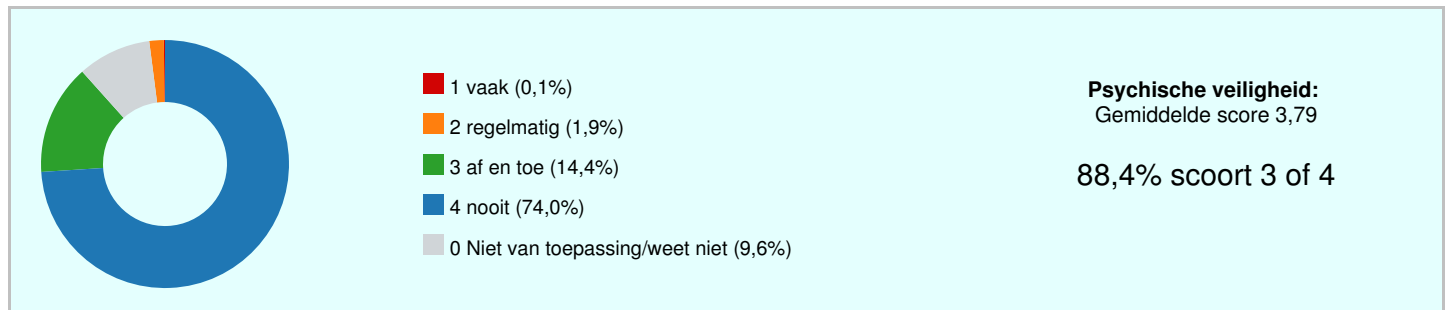 1 vaak (0,1%)
2 regelmatig (1,9%)
3 af en toe (14,4%)
4 nooit (74,0%)
0 Niet van toepassing/weet niet (9,6%)
Psychische veiligheid:
Gemiddelde score 3,79
88,4% scoort 3 of 4